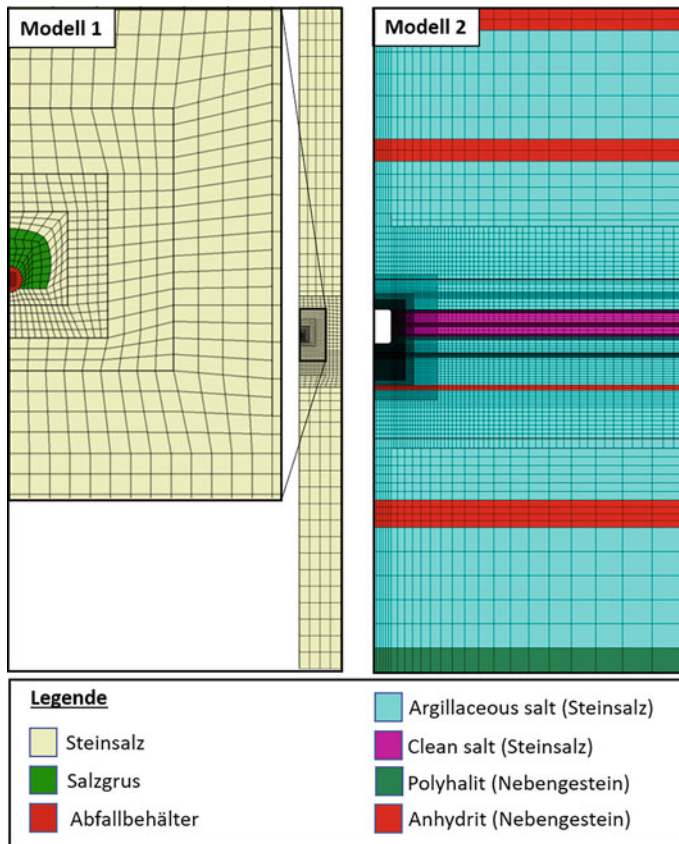 Modell 1
Modell 2
Legende
Steinsalz
Salzgrus
Abfallbehälter
Argillaceous salt (Steinsalz)
Clean salt (Steinsalz)
Polyhalit (Nebengestein)
Anhydrit (Nebengestein)